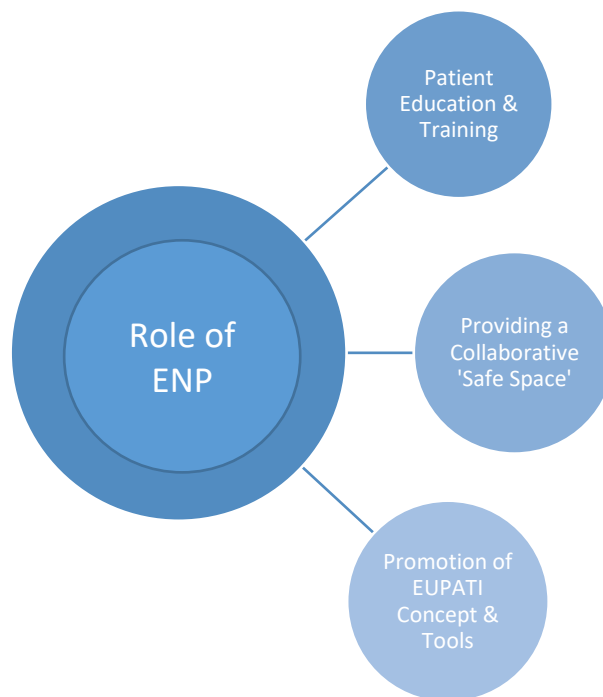 Patient
Education &
Training
Role of
ENP
Providing a
Collaborative
'Safe Space'
Promotion of
EUPATI
Concept &
Tools